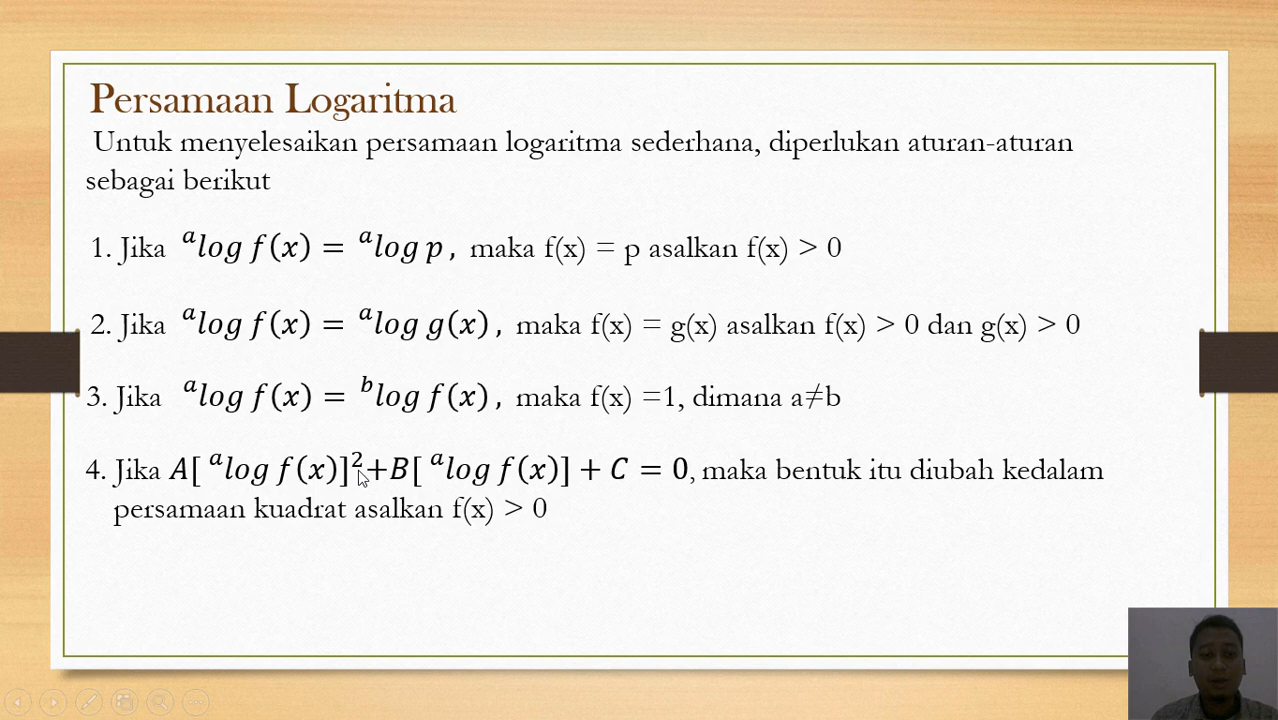 Persamaan Logaritma
Untuk menyelesaikan persamaan logaritma sederhana, diperlukan aturan-aturan
sebagai berikut
1. Jika ᵃlog f(x) = ᵃlog p, maka f(x) = p asalkan f(x) > 0
2. Jika ᵃlog f(x) = ᵃlog g(x), maka f(x) = g(x) asalkan f(x) > 0 dan g(x) > 0
3. Jika ᵃlog f(x) = ᵇlog f(x), maka f(x) =1, dimana a≠b
4. Jika A[ ᵃlog f(x)]²+B[ ᵃlog f(x)] + C = 0, maka bentuk itu diubah kedalam
persamaan kuadrat asalkan f(x) > 0